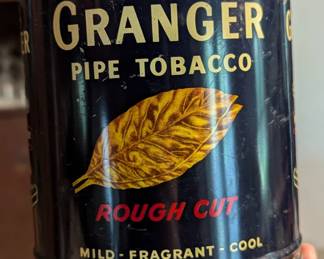 GRANGER
PIPE TOBACCO
ROUGH CUT
MILD - FRAGRANT - COOL